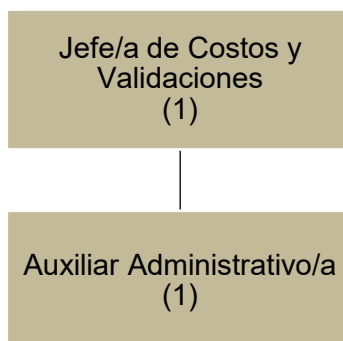 Jefe/a de Costos y
Validaciones
(1)
Auxiliar Administrativo/a
(1)